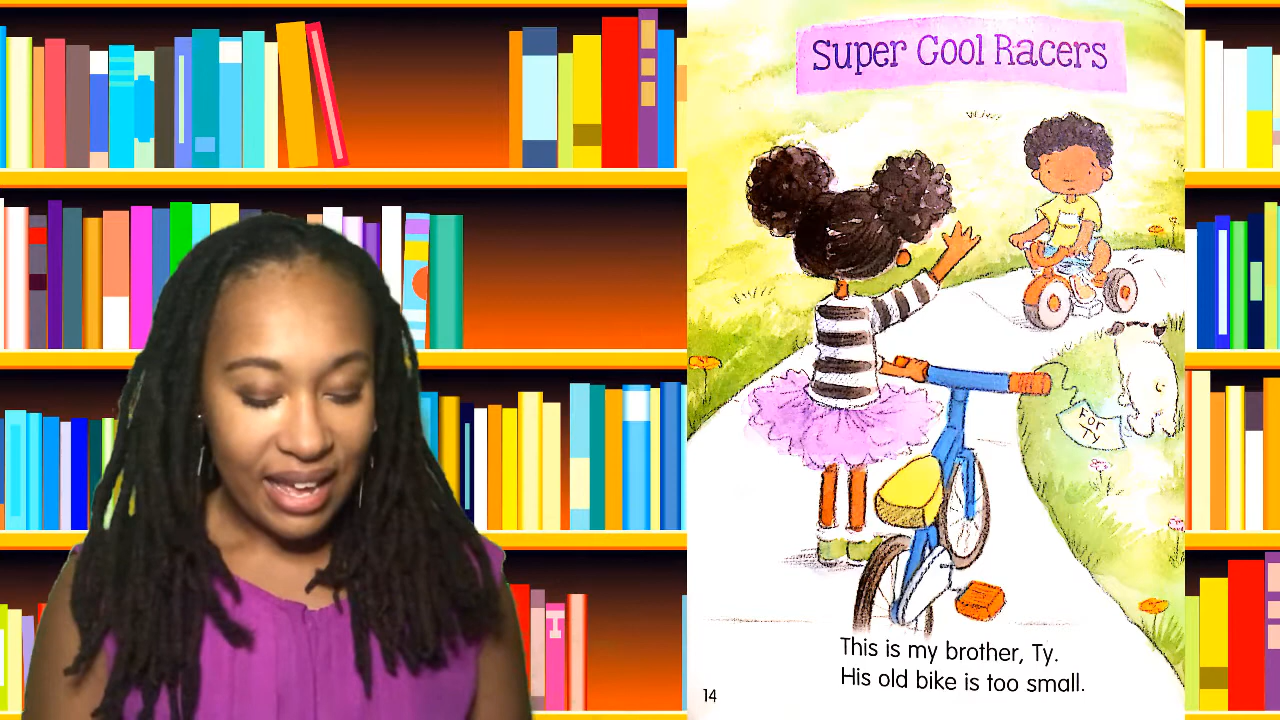 Super Cool Racers
FOR
TY
This is my brother, Ty.
His old bike is too small.
14
T